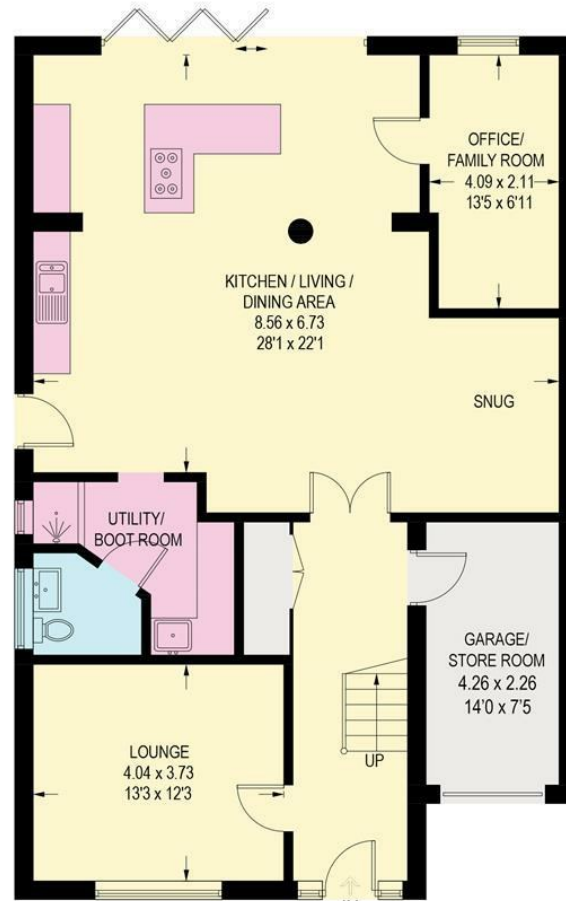 OFFICE/
FAMILY ROOM
4.09 x 2.11
13'5 x 6'11
KITCHEN / LIVING /
DINING AREA
8.56 x 6.73
28'1 x 22'1
SNUG
UTILITY/
BOOT ROOM
GARAGE/
STORE ROOM
4.26 x 2.26
14'0 x 7'5
LOUNGE
4.04 x 3.73
13'3 x 12'3
UP